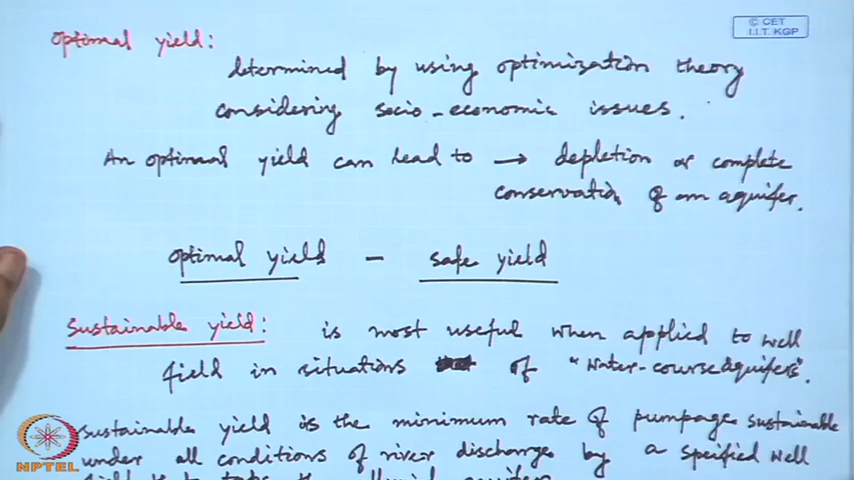 © CET
I.I.T. KGP
Optimal yield:
determined by using optimization theory
considering socio-economic issues.
An optimal yield can lead to → depletion or complete
conservation of an aquifer.
optimal yield - safe yield
Sustainable yield: is most useful when applied to well
field in situations of "Water-course aquifers".
sustainable yield is the minimum rate of pumpage sustainable
under all conditions of river discharge by a specified well
NPTEL